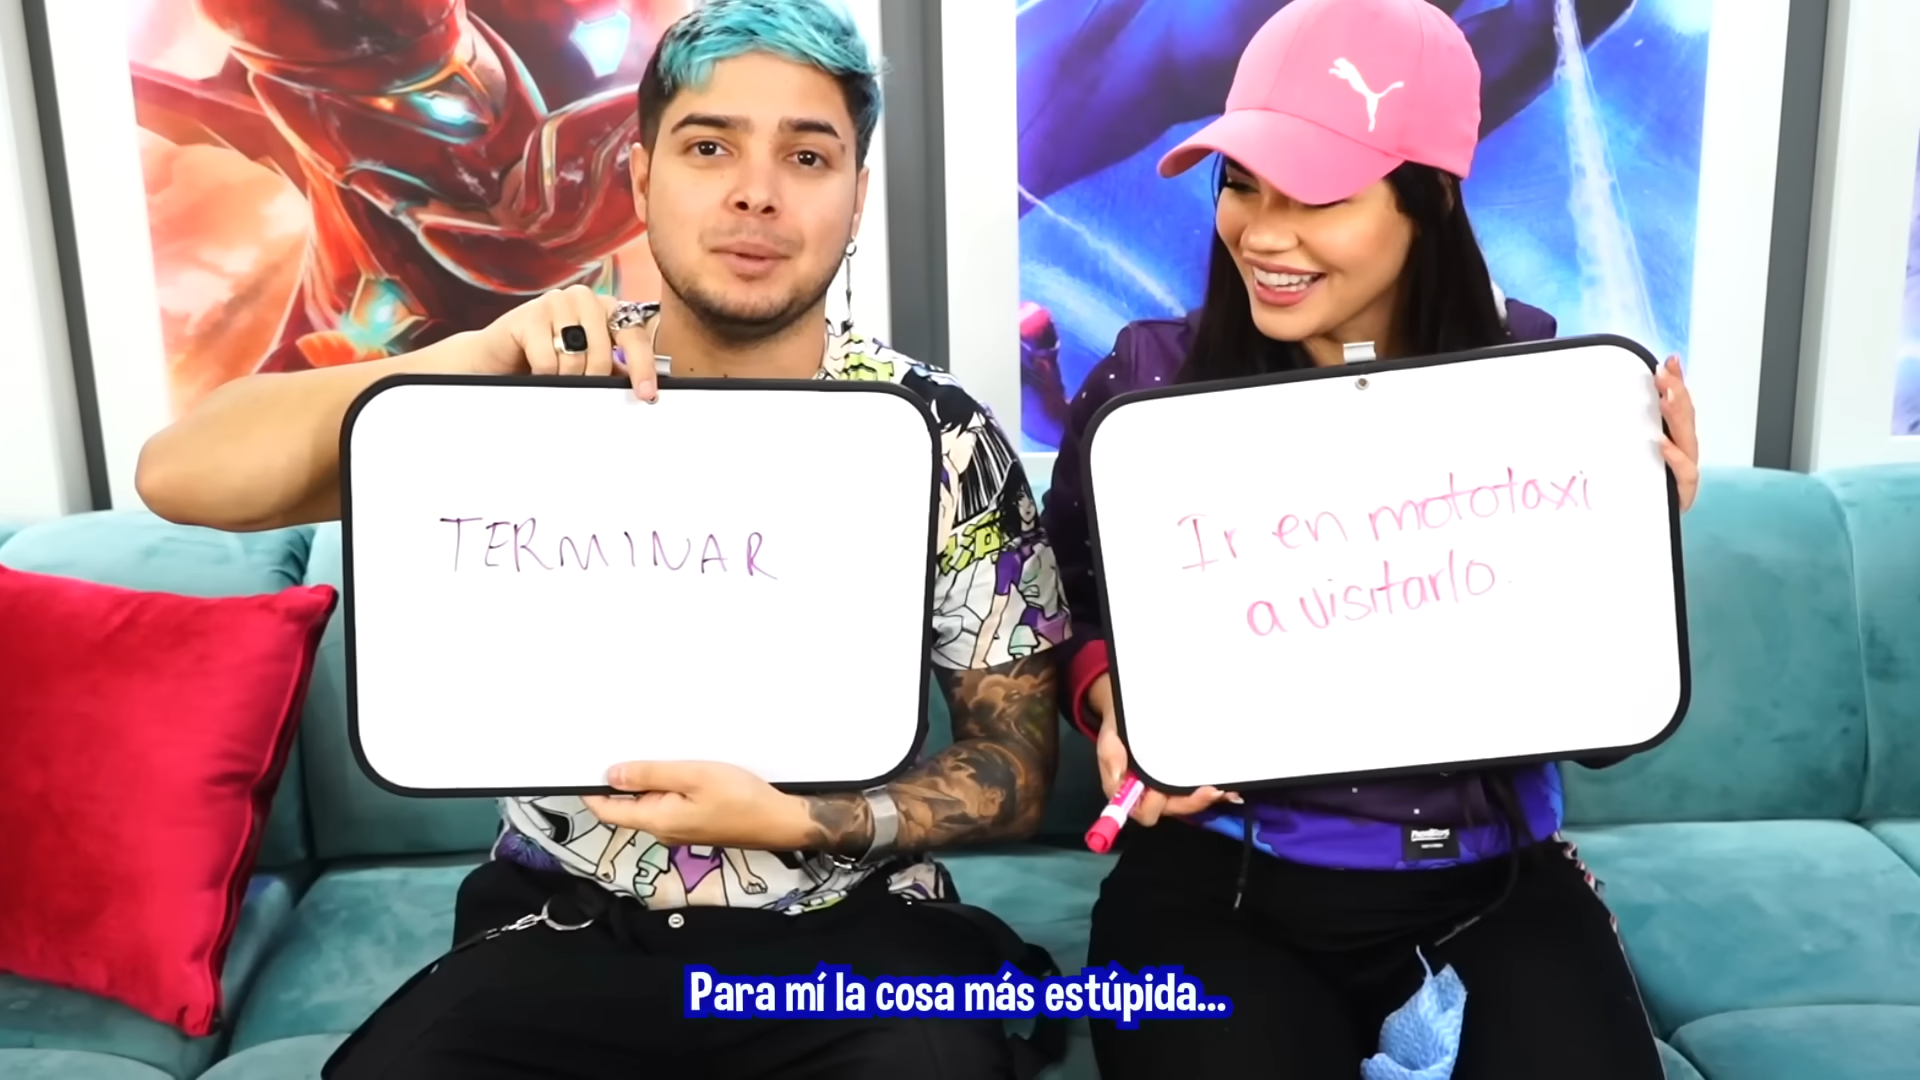 TERMINAR
Ir en mototaxi
a visitarlo.
Para mí la cosa más estúpida...